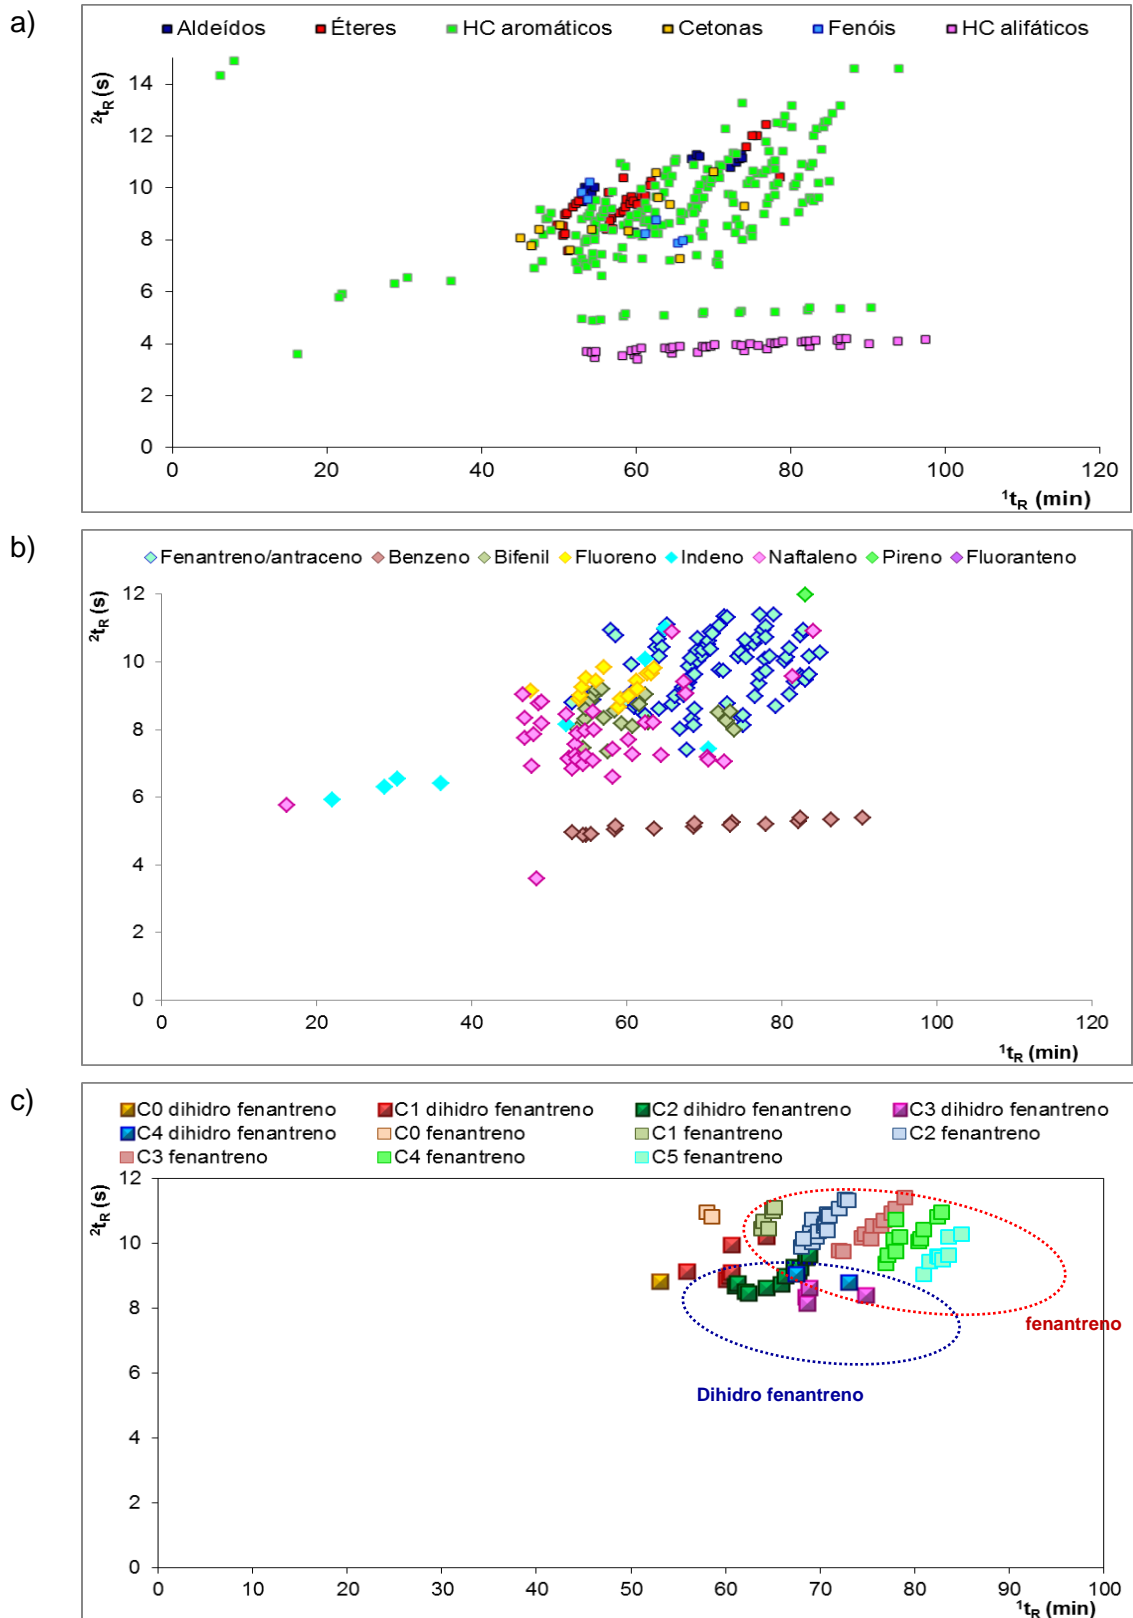 a)
Aldeídos Éteres HC aromáticos Cetonas Fenóis HC alifáticos
²tR (s)
14
12
10
8
6
4
2
0
0 20 40 60 80 100 120
¹tR (min)
b)
Fenantreno/antraceno Benzeno Bifenil Fluoreno Indeno Naftaleno Pireno Fluoranteno
²tR (s)
12
10
8
6
4
2
0
0 20 40 60 80 100 120
¹tR (min)
c)
C0 dihidro fenantreno C1 dihidro fenantreno C2 dihidro fenantreno C3 dihidro fenantreno
C4 dihidro fenantreno C0 fenantreno C1 fenantreno C2 fenantreno
C3 fenantreno C4 fenantreno C5 fenantreno
²tR (s)
12
10
8
fenantreno
6
Dihidro fenantreno
4
2
0
0 10 20 30 40 50 60 70 80 90 100
¹tR (min)